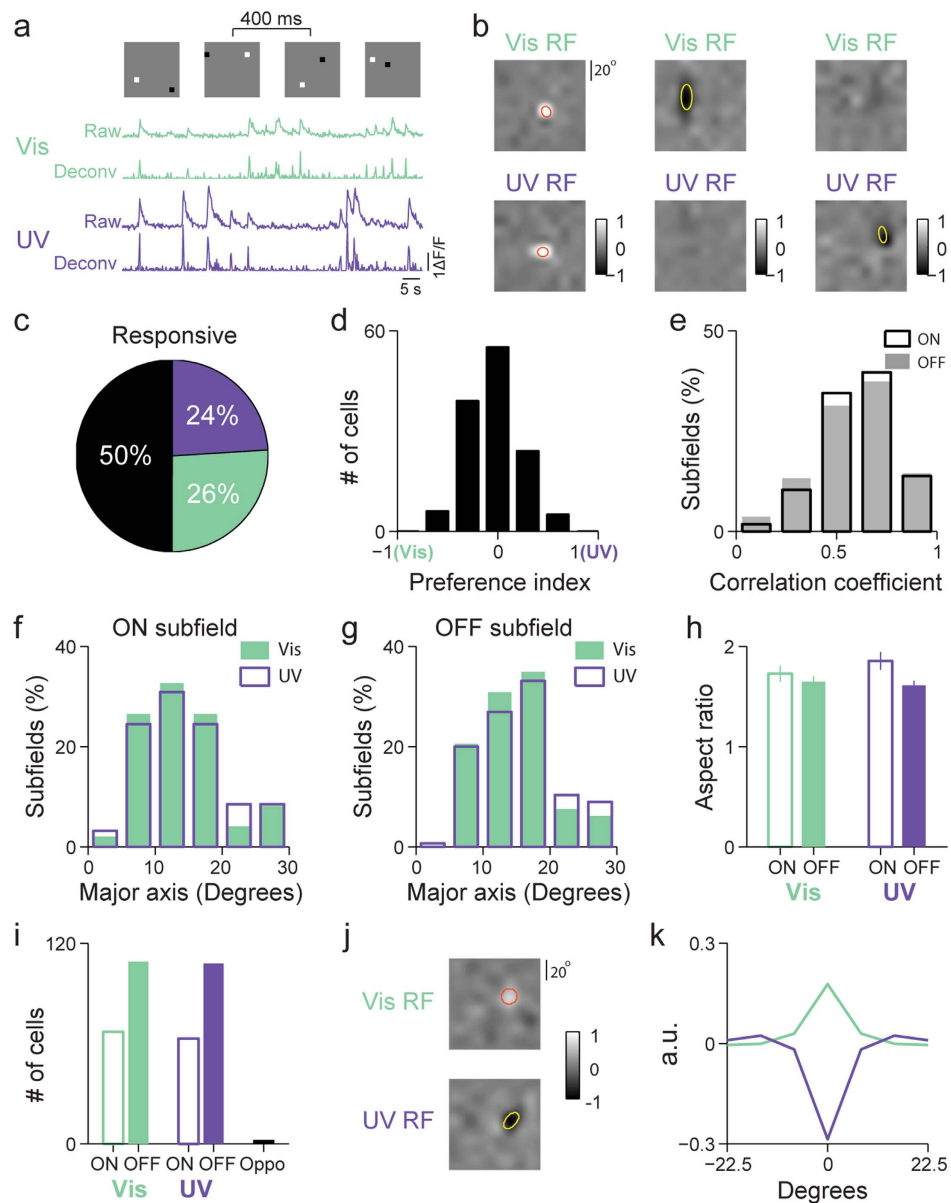 a
400 ms
Vis
Raw
Deconv
UV
Raw
Deconv
1ΔF/F
5 s
b
Vis RF
Vis RF
Vis RF
20°
UV RF
UV RF
UV RF
1
0
−1
1
0
−1
1
0
−1
c
Responsive
50%
24%
26%
d
60
# of cells
0
−1(Vis)
0
1(UV)
Preference index
e
50
ON
OFF
Subfields (%)
0
0
0.5
1
Correlation coefficient
f
ON subfield
40
Vis
UV
Subfields (%)
20
0
0
10
20
30
Major axis (Degrees)
g
OFF subfield
40
Vis
UV
Subfields (%)
20
0
0
10
20
30
Major axis (Degrees)
h
2
Aspect ratio
1
0
ON OFF
ON OFF
Vis
UV
i
120
# of cells
0
ON OFF
ON OFF
Oppo
Vis
UV
j
Vis RF
20°
UV RF
1
0
−1
k
0.3
a.u.
0
−0.3
−22.5
0
22.5
Degrees